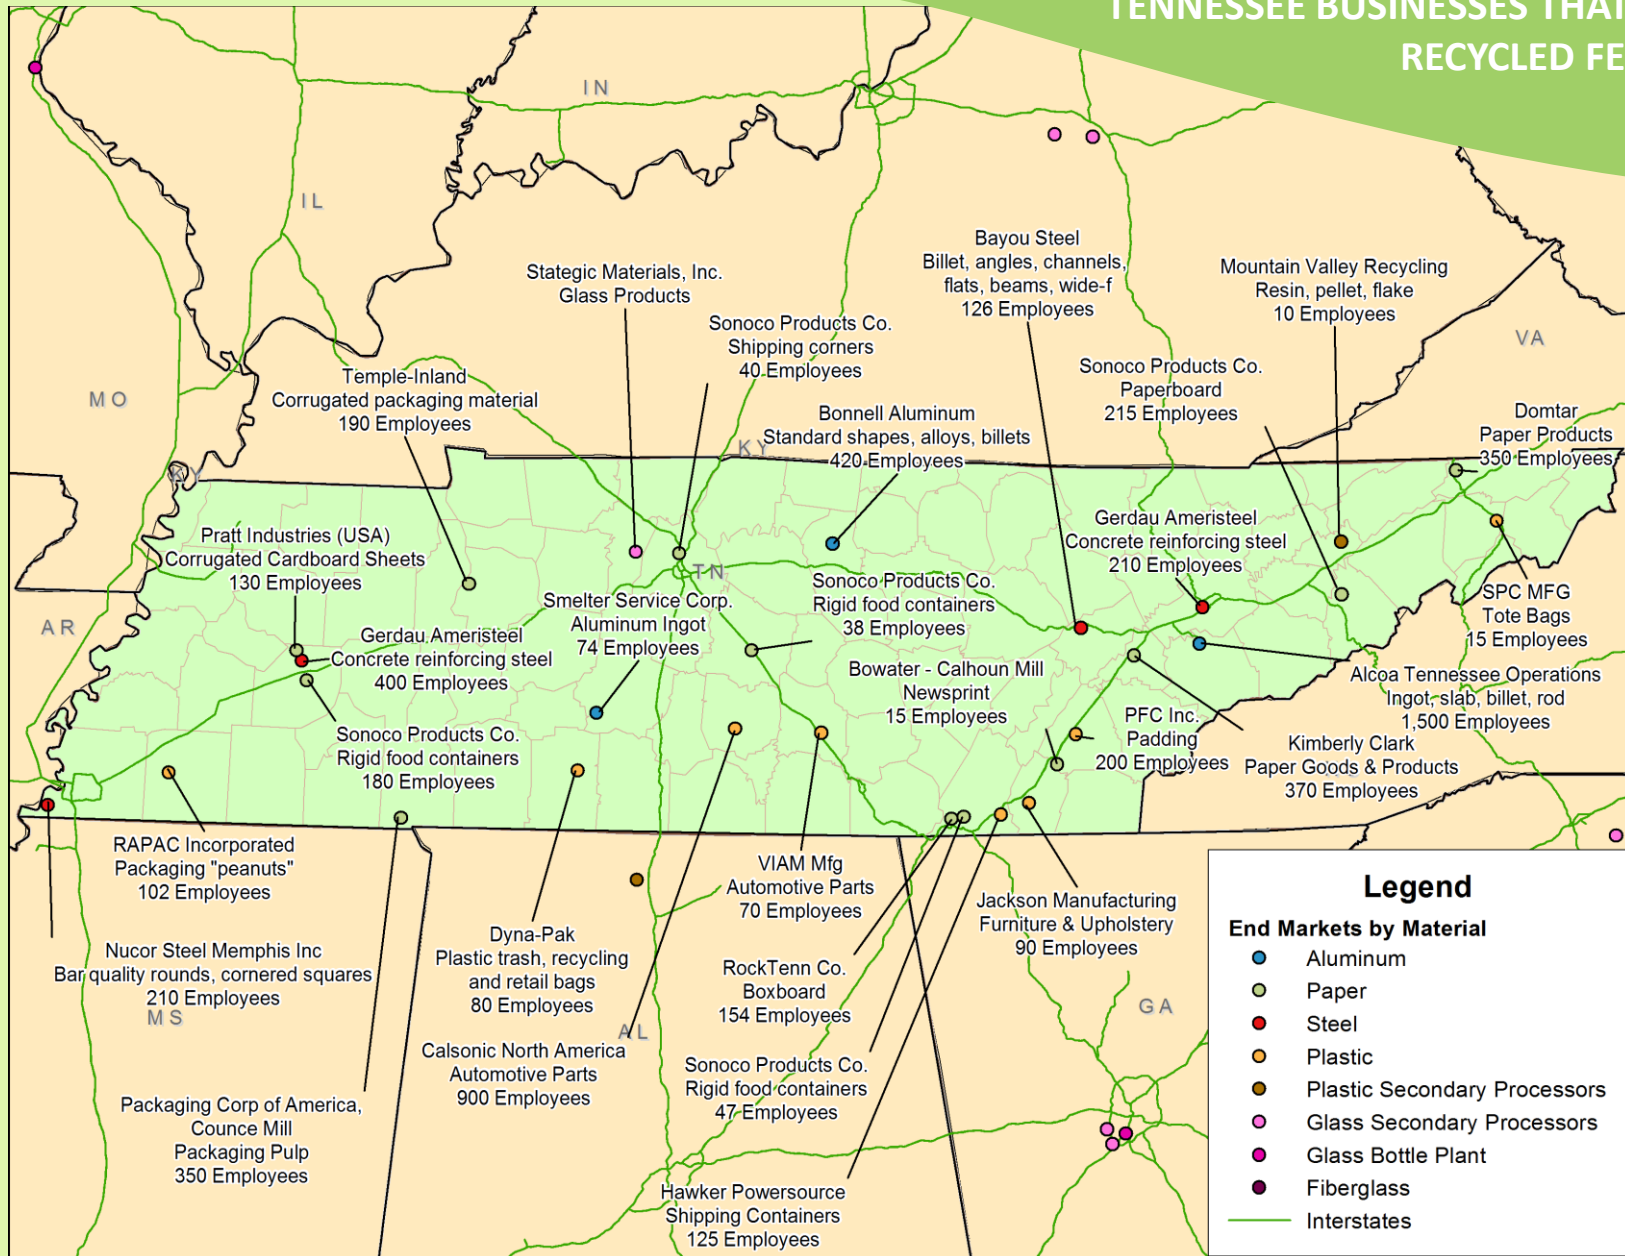 TENNESSEE BUSINESSES THAT
RECYCLED FE
IN
IL
MO
VA
KY
KY
TN
AR
MS
AL
GA
Bayou Steel
Billet, angles, channels,
flats, beams, wide-f
126 Employees
Mountain Valley Recycling
Resin, pellet, flake
10 Employees
Stategic Materials, Inc.
Glass Products
Sonoco Products Co.
Shipping corners
40 Employees
Sonoco Products Co.
Paperboard
215 Employees
Temple-Inland
Corrugated packaging material
190 Employees
Bonnell Aluminum
Standard shapes, alloys, billets
420 Employees
Domtar
Paper Products
350 Employees
Pratt Industries (USA)
Corrugated Cardboard Sheets
130 Employees
Gerdau Ameristeel
Concrete reinforcing steel
210 Employees
Sonoco Products Co.
Rigid food containers
38 Employees
Smelter Service Corp.
Aluminum Ingot
74 Employees
SPC MFG
Tote Bags
15 Employees
Gerdau Ameristeel
Concrete reinforcing steel
400 Employees
Bowater - Calhoun Mill
Newsprint
15 Employees
Alcoa Tennessee Operations
Ingot, slab, billet, rod
1,500 Employees
PFC Inc.
Padding
200 Employees
Sonoco Products Co.
Rigid food containers
180 Employees
Kimberly Clark
Paper Goods & Products
370 Employees
RAPAC Incorporated
Packaging "peanuts"
102 Employees
VIAM Mfg
Automotive Parts
70 Employees
Jackson Manufacturing
Furniture & Upholstery
90 Employees
Nucor Steel Memphis Inc
Bar quality rounds, cornered squares
210 Employees
Dyna-Pak
Plastic trash, recycling
and retail bags
80 Employees
RockTenn Co.
Boxboard
154 Employees
Calsonic North America
Automotive Parts
900 Employees
Sonoco Products Co.
Rigid food containers
47 Employees
Packaging Corp of America,
Counce Mill
Packaging Pulp
350 Employees
Hawker Powersource
Shipping Containers
125 Employees
Legend
End Markets by Material
Aluminum
Paper
Steel
Plastic
Plastic Secondary Processors
Glass Secondary Processors
Glass Bottle Plant
Fiberglass
Interstates